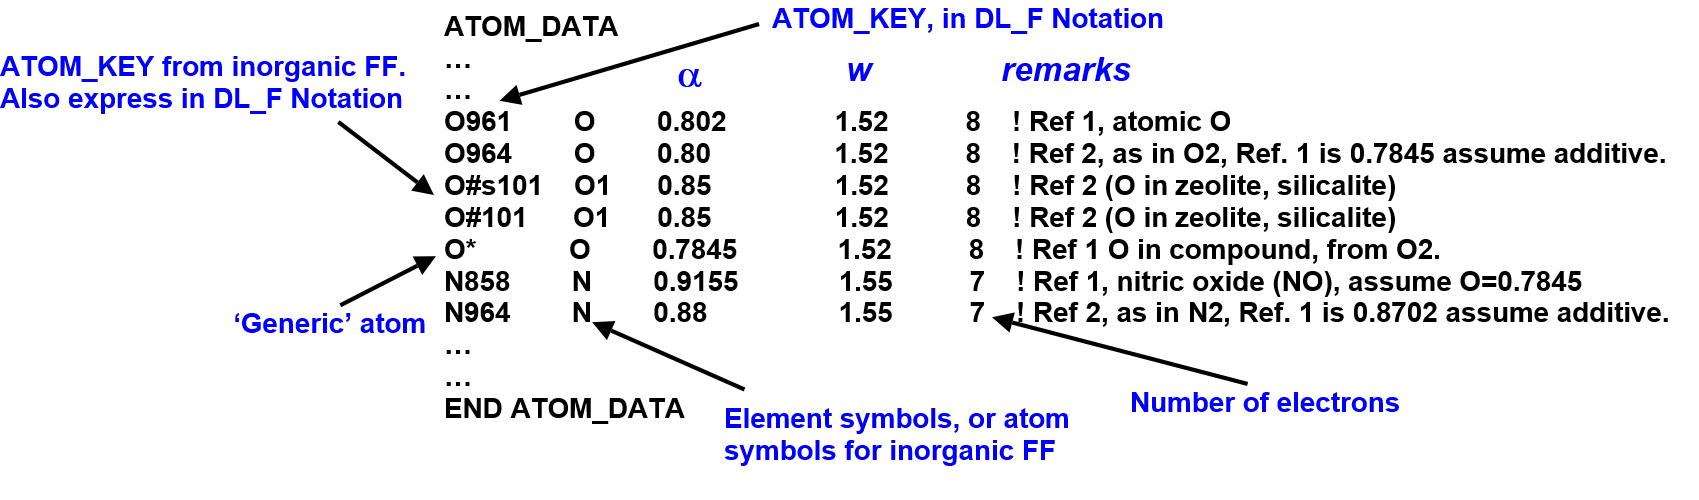 ATOM_DATA
ATOM_KEY, in DL_F Notation
ATOM_KEY from inorganic FF.
Also express in DL_F Notation
...
...
α w remarks
O961 O 0.802 1.52 8 ! Ref 1, atomic O
O964 O 0.80 1.52 8 ! Ref 2, as in O2, Ref. 1 is 0.7845 assume additive.
O#s101 O1 0.85 1.52 8 ! Ref 2 (O in zeolite, silicalite)
O#101 O1 0.85 1.52 8 ! Ref 2 (O in zeolite, silicalite)
O* O 0.7845 1.52 8 ! Ref 1 O in compound, from O2.
N858 N 0.9155 1.55 7 ! Ref 1, nitric oxide (NO), assume O=0.7845
N964 N 0.88 1.55 7 ! Ref 2, as in N2, Ref. 1 is 0.8702 assume additive.
‘Generic’ atom
...
...
END ATOM_DATA
Element symbols, or atom
symbols for inorganic FF
Number of electrons